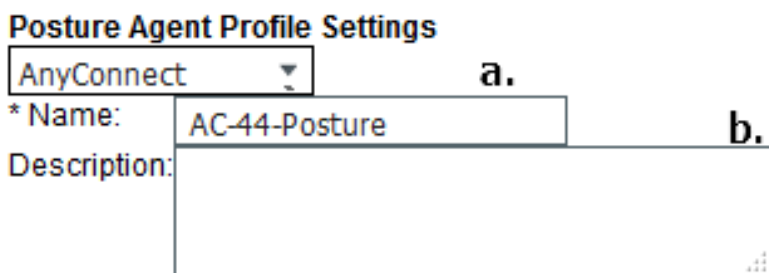 Posture Agent Profile Settings
AnyConnect a.
* Name: AC-44-Posture b.
Description: